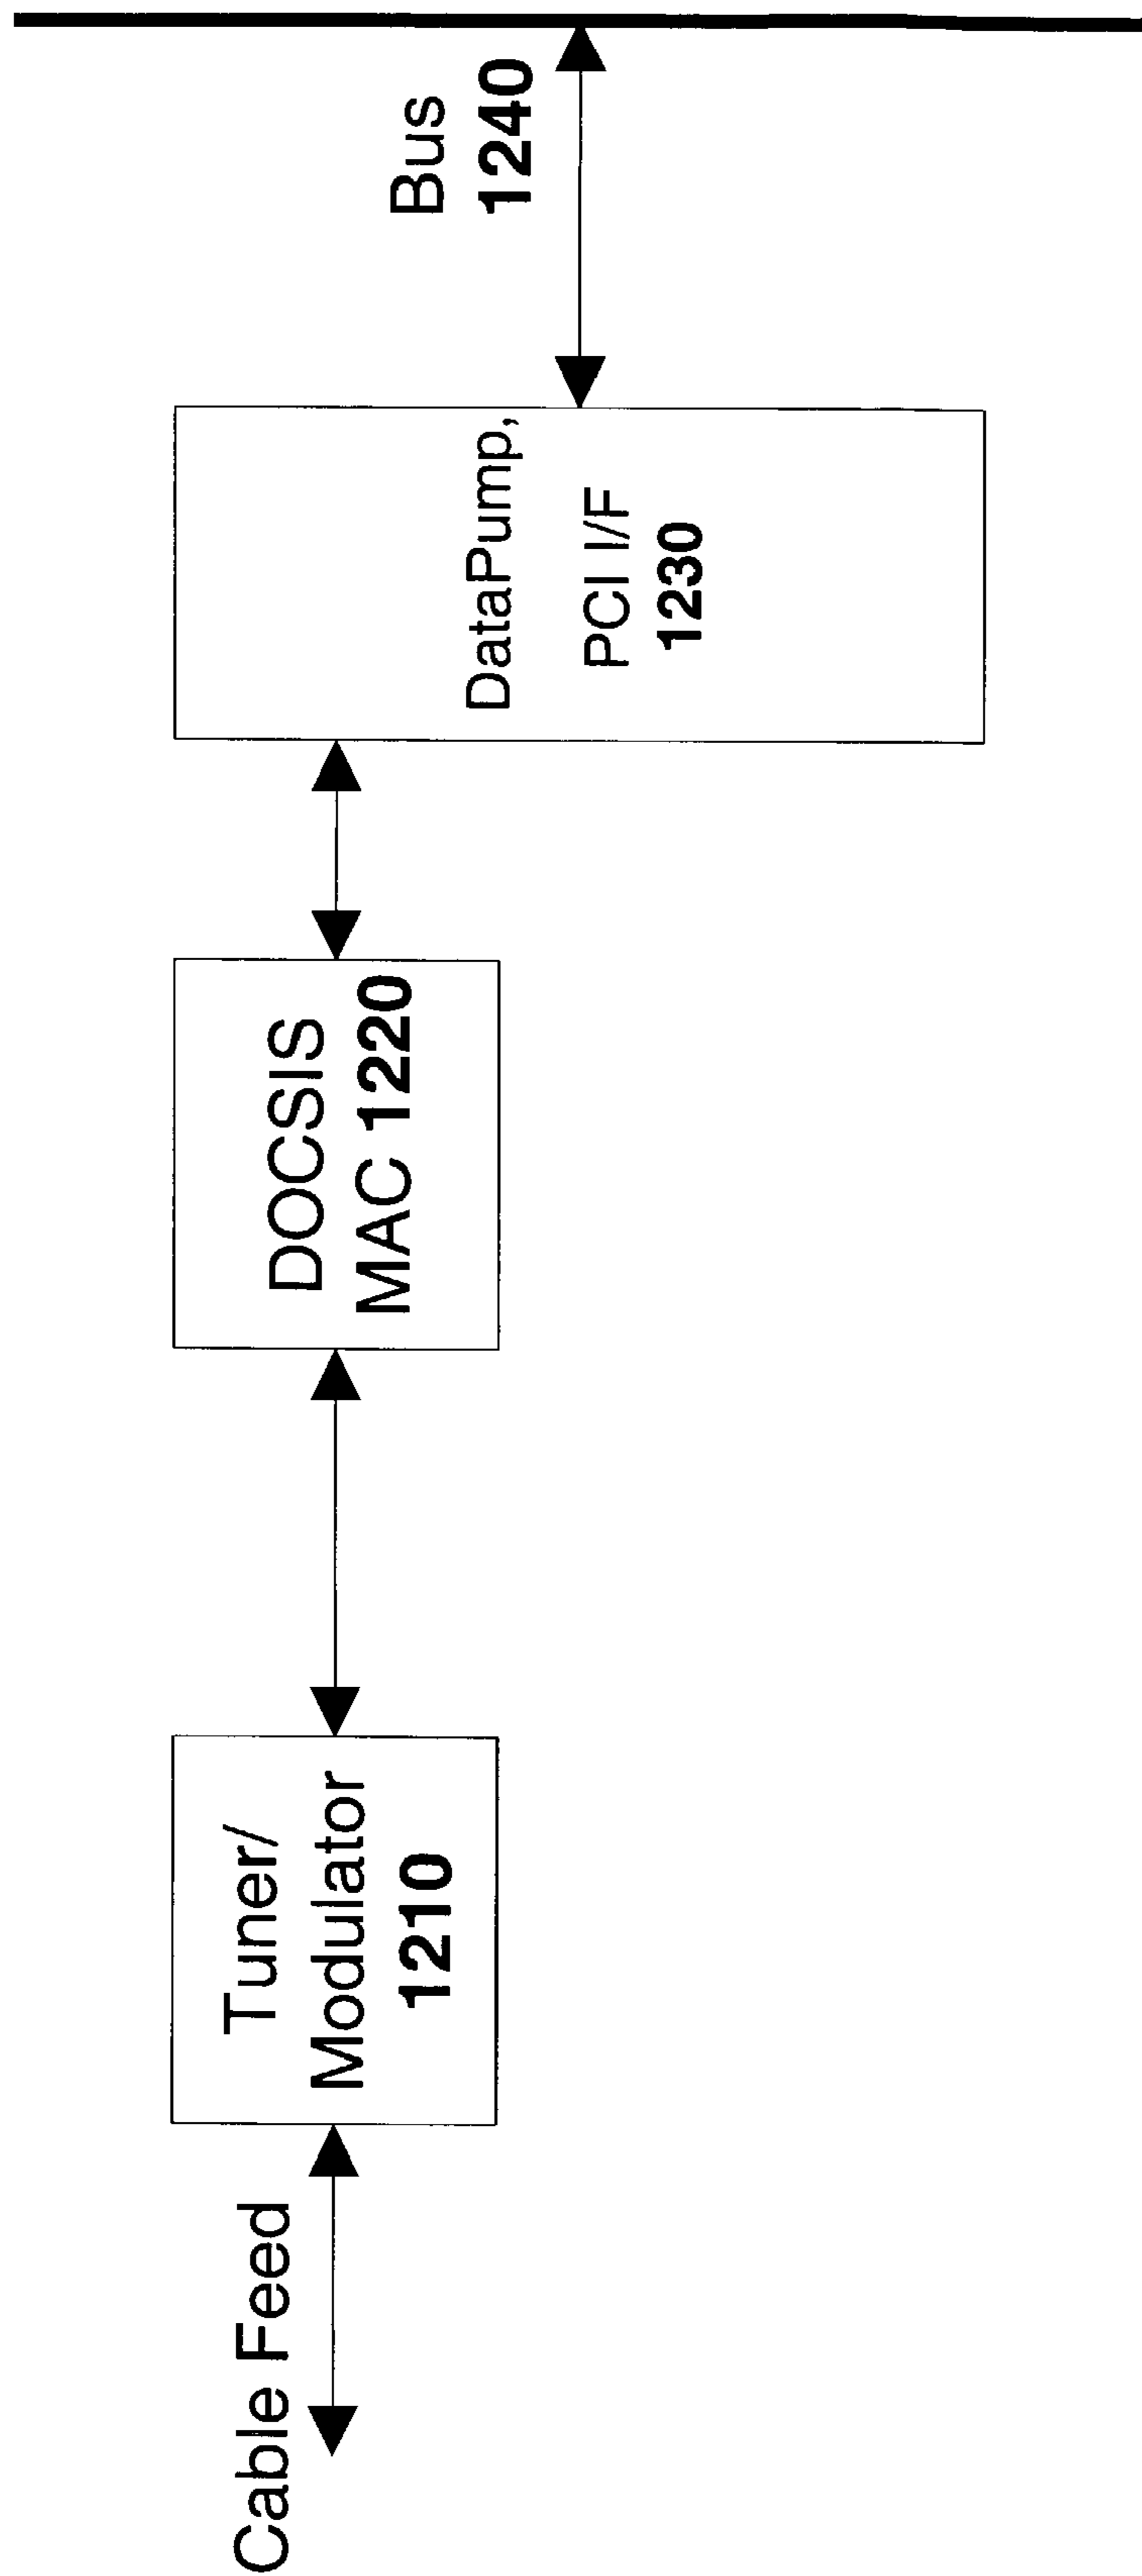 Cable Feed
Tuner/
Modulator
1210
DOCSIS
MAC 1220
DataPump,
PCI I/F
1230
Bus
1240